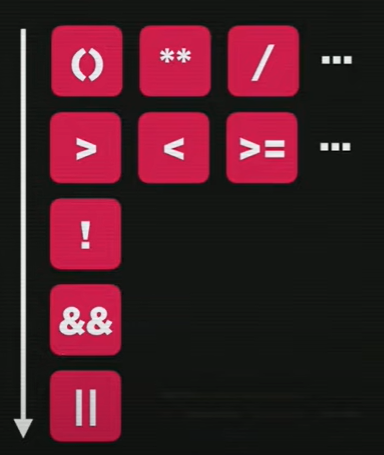 () ** / ...
> < >= ...
!
&&
||